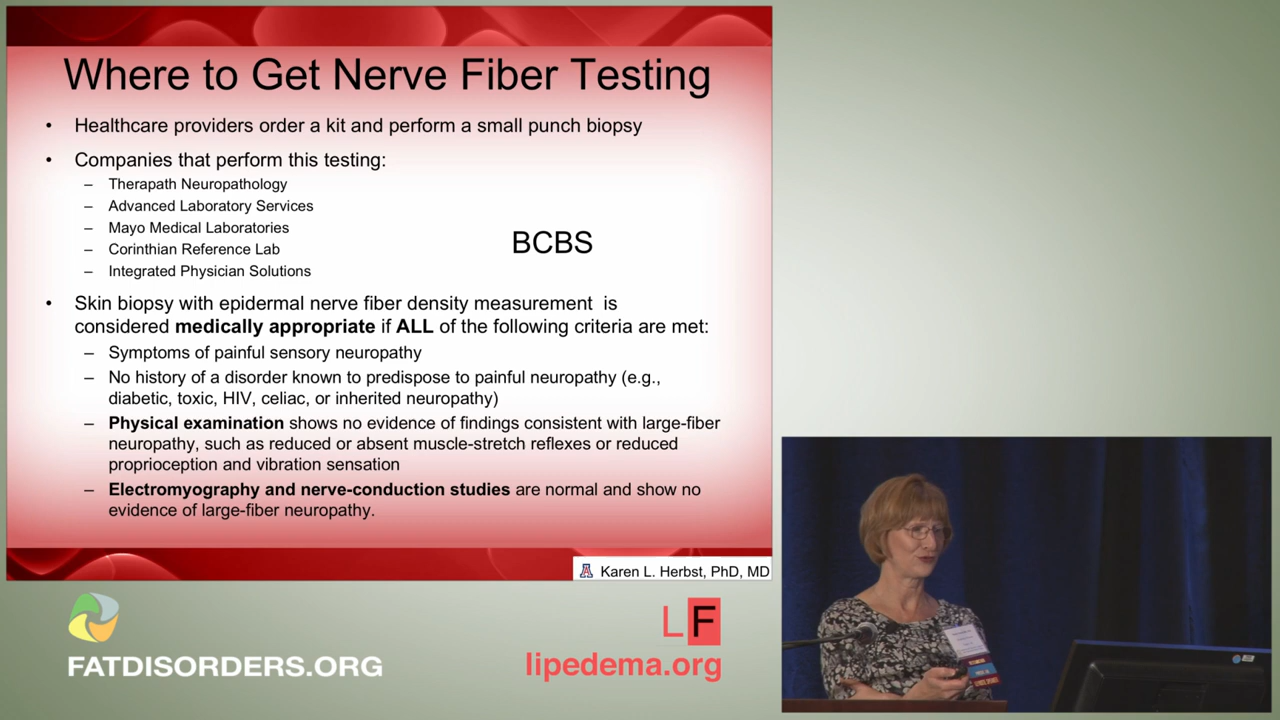 Where to Get Nerve Fiber Testing
• Healthcare providers order a kit and perform a small punch biopsy
• Companies that perform this testing:
– Therapath Neuropathology
– Advanced Laboratory Services
– Mayo Medical Laboratories
– Corinthian Reference Lab
– Integrated Physician Solutions
BCBS
• Skin biopsy with epidermal nerve fiber density measurement is
considered medically appropriate if ALL of the following criteria are met:
– Symptoms of painful sensory neuropathy
– No history of a disorder known to predispose to painful neuropathy (e.g.,
diabetic, toxic, HIV, celiac, or inherited neuropathy)
– Physical examination shows no evidence of findings consistent with large-fiber
neuropathy, such as reduced or absent muscle-stretch reflexes or reduced
proprioception and vibration sensation
– Electromyography and nerve-conduction studies are normal and show no
evidence of large-fiber neuropathy.
A Karen L. Herbst, PhD, MD
LF
FATDISORDERS.ORG
lipedema.org